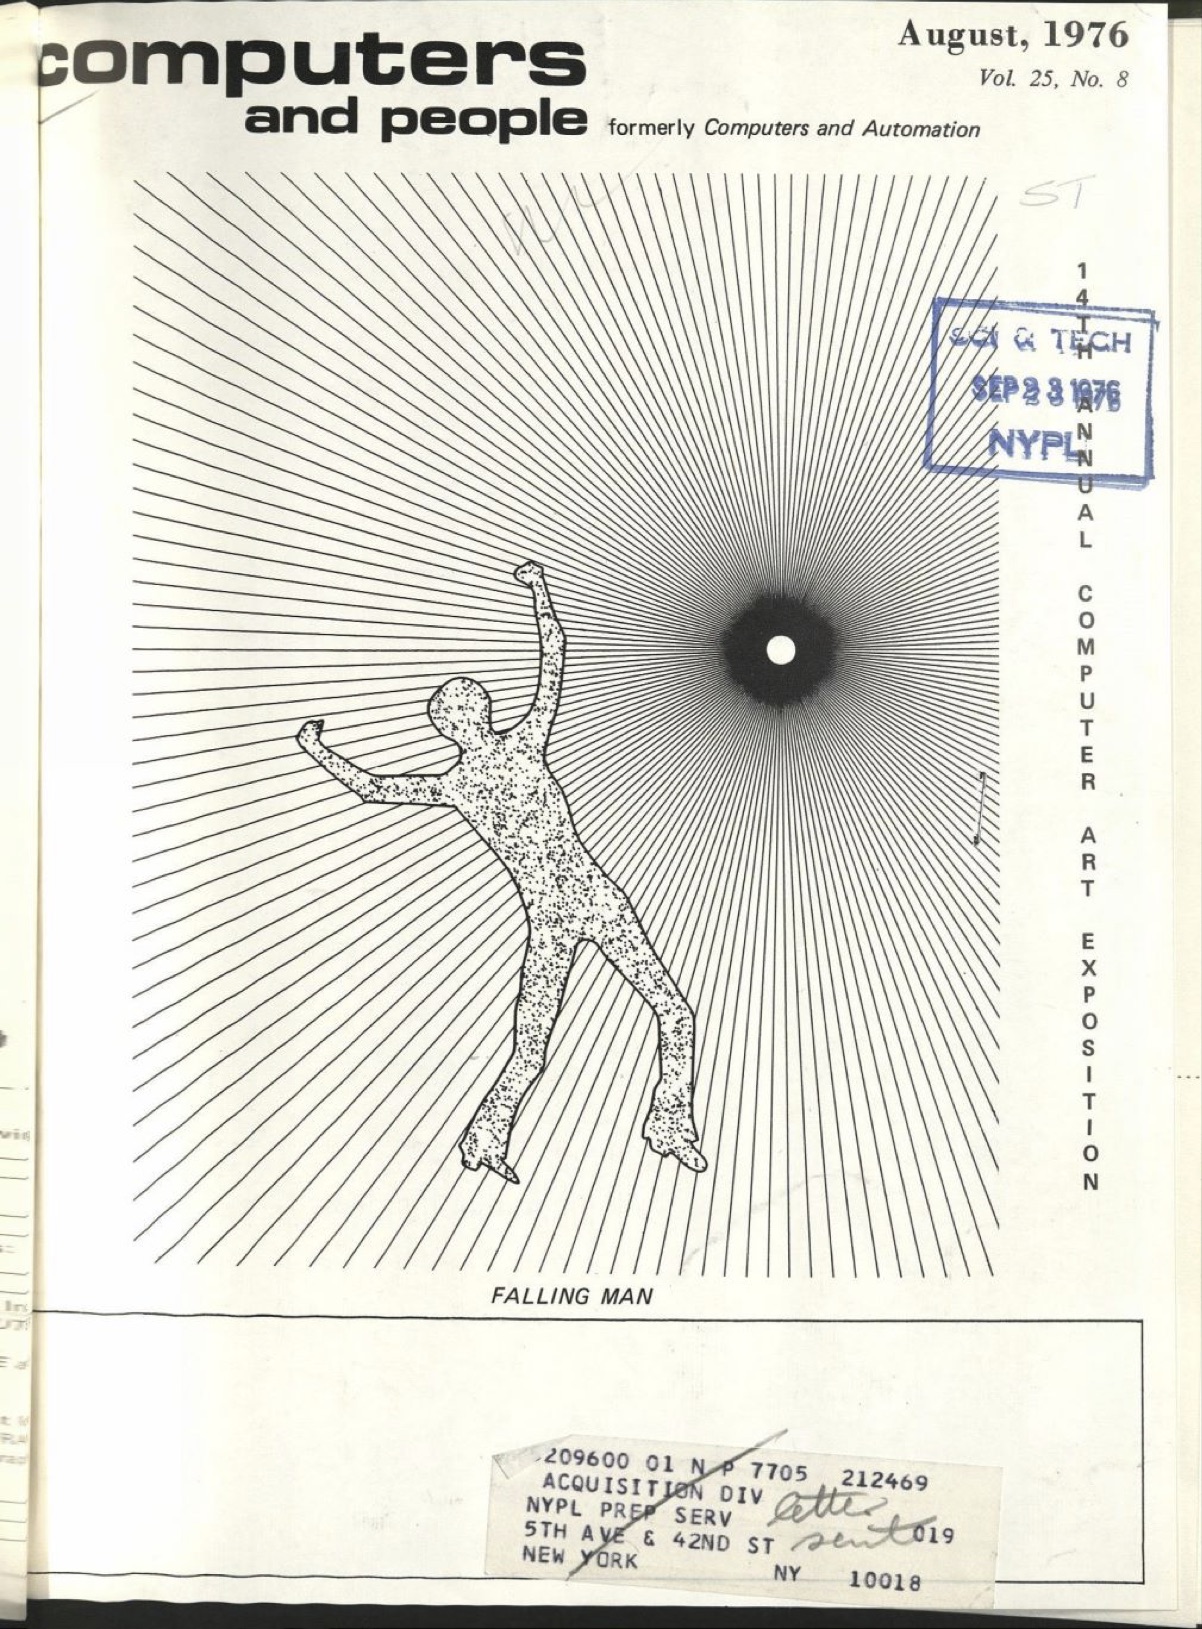 computers
and people
formerly Computers and Automation
August, 1976
Vol. 25, No. 8
ST
14TH ANNUAL COMPUTER ART EXPOSITION
SCI & TECH
SEP 23 1976
NYPL
FALLING MAN
209600 01 N P 7705 212469
ACQUISITION DIV
NYPL PREP SERV
5TH AVE & 42ND ST 019
NEW YORK NY 10018
letter
sent